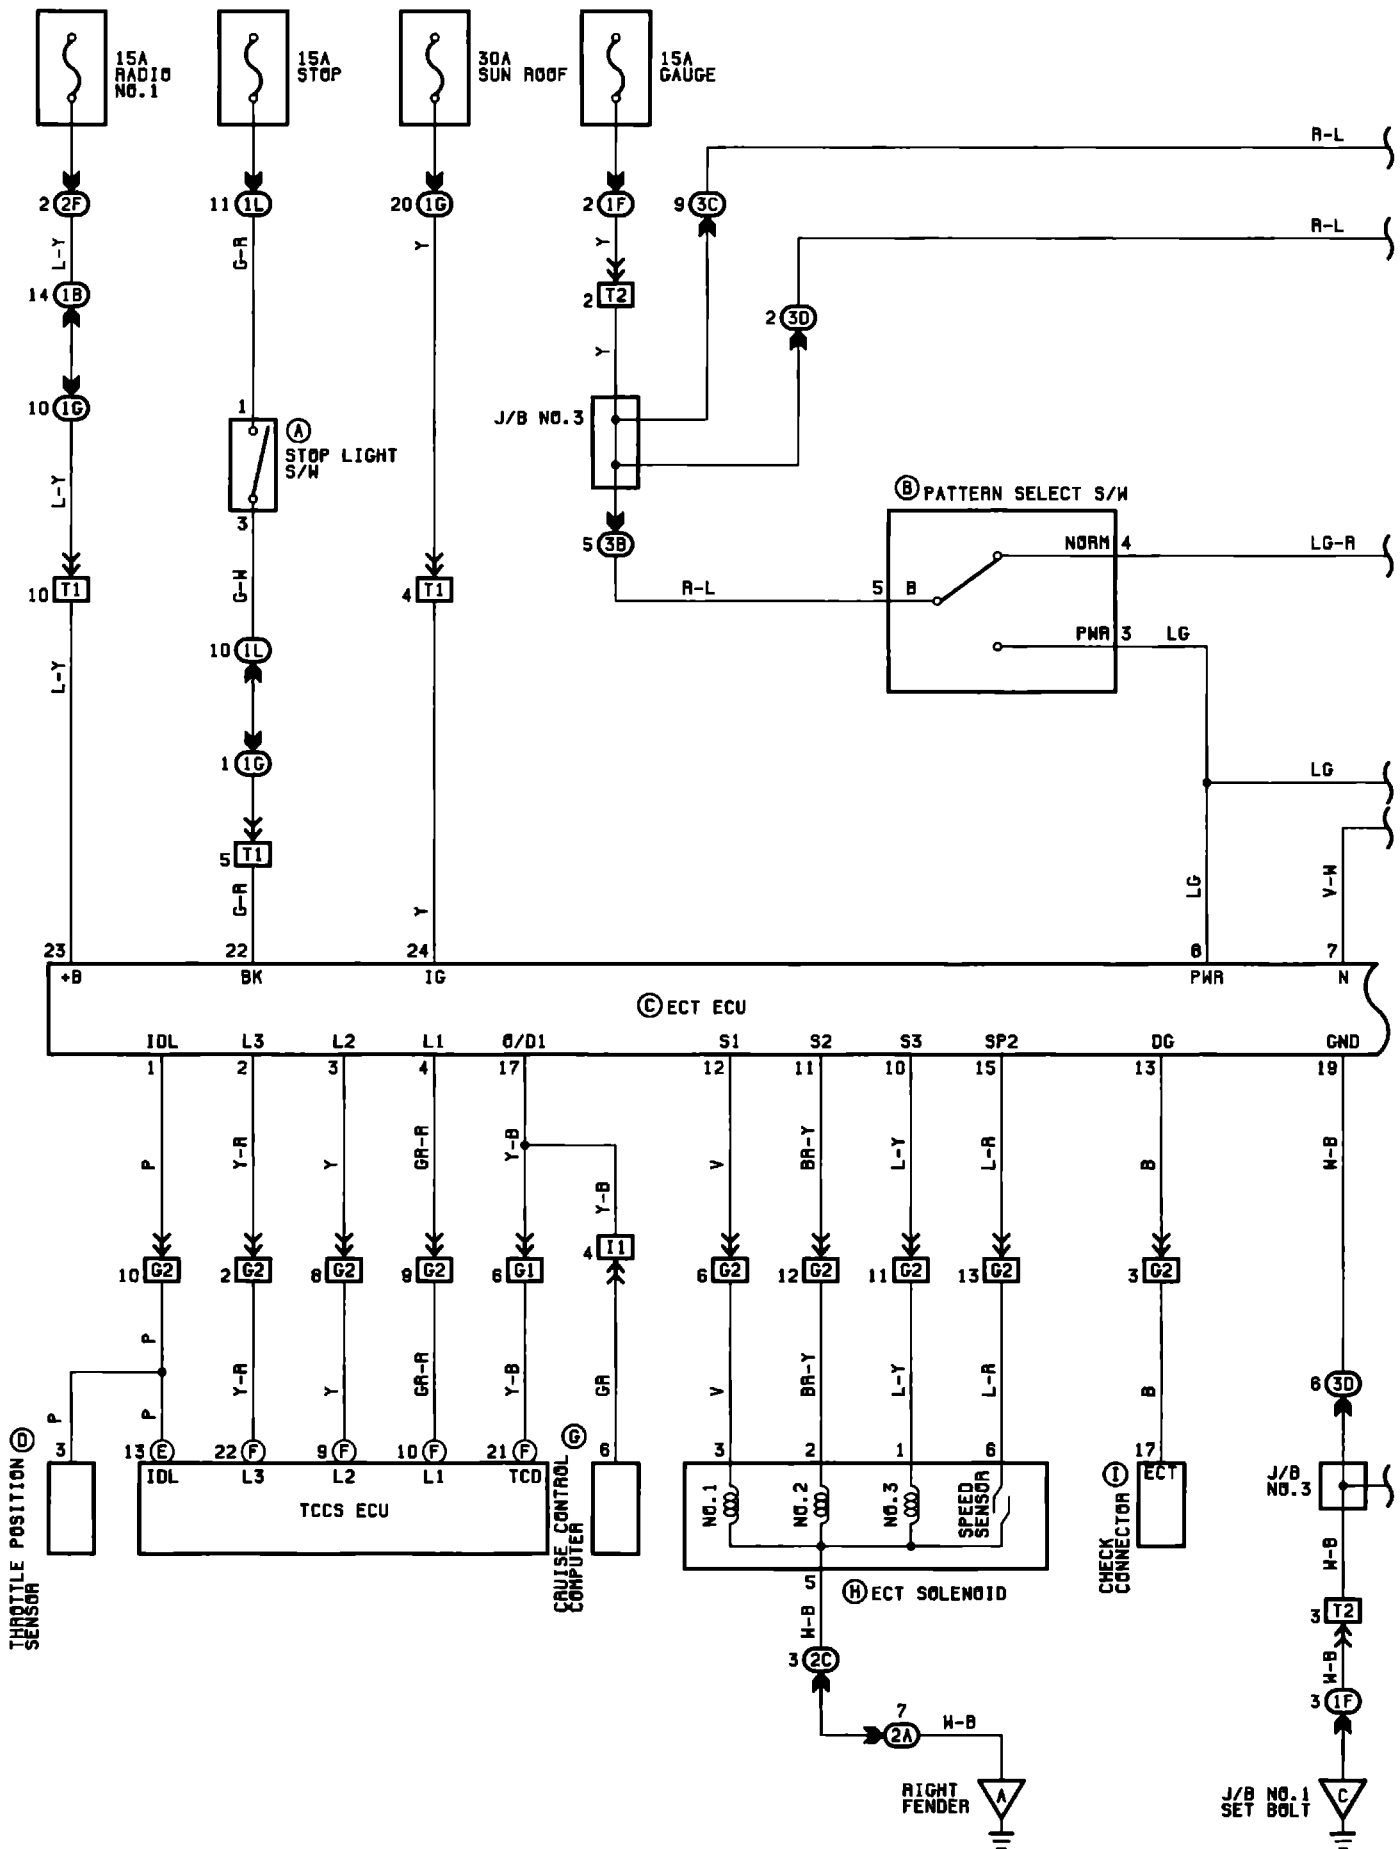 15A
RADIO
NO.1
15A
STOP
30A
SUN ROOF
15A
GAUGE
R-L
2 2F
11 1L
20 1G
2 1F
9 3C
R-L
L-Y
G-R
Y
Y
14 1B
2 T2
2 3D
Y
10 1G
1
J/B NO.3
A
STOP LIGHT
S/W
L-Y
3
B PATTERN SELECT S/W
5 3B
NORM 4
LG-R
10 T1
G-W
4 T1
R-L
5 B
PWR 3
LG
10 1L
L-Y
1 1G
LG
5 T1
G-R
Y
LG
V-W
23
22
24
6
7
+B
BK
IG
PWR
N
C ECT ECU
IDL
L3
L2
L1
O/D1
S1
S2
S3
SP2
DG
GND
1
2
3
4
17
12
11
10
15
13
19
P
Y-R
Y
GR-R
Y-B
Y-B
V
BR-Y
L-Y
L-R
B
W-B
4 I1
10 G2
2 G2
8 G2
9 G2
6 G1
6 G2
12 G2
11 G2
13 G2
3 G2
P
Y-R
Y
GR-R
Y-B
GR
V
BR-Y
L-Y
L-R
B
6 3D
P
P
3
13 E
22 F
9 F
10 F
21 F
6
3
2
1
6
17
IDL
L3
L2
L1
TCD
ECT
TCCS ECU
D
THROTTLE POSITION
SENSOR
G
CRUISE CONTROL
COMPUTER
NO.1
NO.2
NO.3
SPEED
SENSOR
I
CHECK
CONNECTOR
J/B
NO.3
5
H ECT SOLENOID
W-B
W-B
3 T2
3 2C
W-B
7
2A
W-B
3 1F
RIGHT
FENDER
A
J/B NO.1
SET BOLT
C